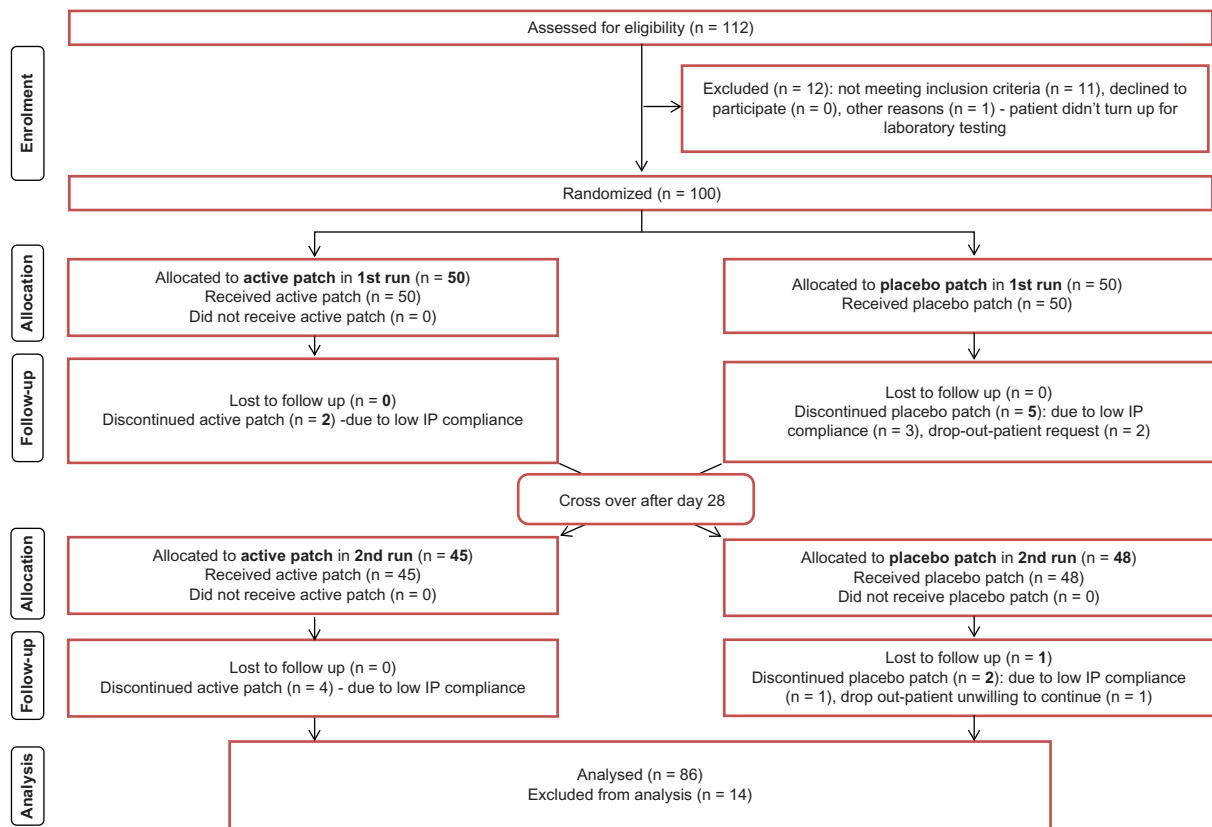 Enrolment
Assessed for eligibility (n = 112)
Excluded (n = 12): not meeting inclusion criteria (n = 11), declined to
participate (n = 0), other reasons (n = 1) - patient didn't turn up for
laboratory testing
Randomized (n = 100)
Allocation
Allocated to active patch in 1st run (n = 50)
Received active patch (n = 50)
Did not receive active patch (n = 0)
Allocated to placebo patch in 1st run (n = 50)
Received placebo patch (n = 50)
Follow-up
Lost to follow up (n = 0)
Discontinued active patch (n = 2) -due to low IP compliance
Lost to follow up (n = 0)
Discontinued placebo patch (n = 5): due to low IP
compliance (n = 3), drop-out-patient request (n = 2)
Cross over after day 28
Allocation
Allocated to active patch in 2nd run (n = 45)
Received active patch (n = 45)
Did not receive active patch (n = 0)
Allocated to placebo patch in 2nd run (n = 48)
Received placebo patch (n = 48)
Did not receive placebo patch (n = 0)
Follow-up
Lost to follow up (n = 0)
Discontinued active patch (n = 4) - due to low IP compliance
Lost to follow up (n = 1)
Discontinued placebo patch (n = 2): due to low IP compliance
(n = 1), drop out-patient unwilling to continue (n = 1)
Analysis
Analysed (n = 86)
Excluded from analysis (n = 14)